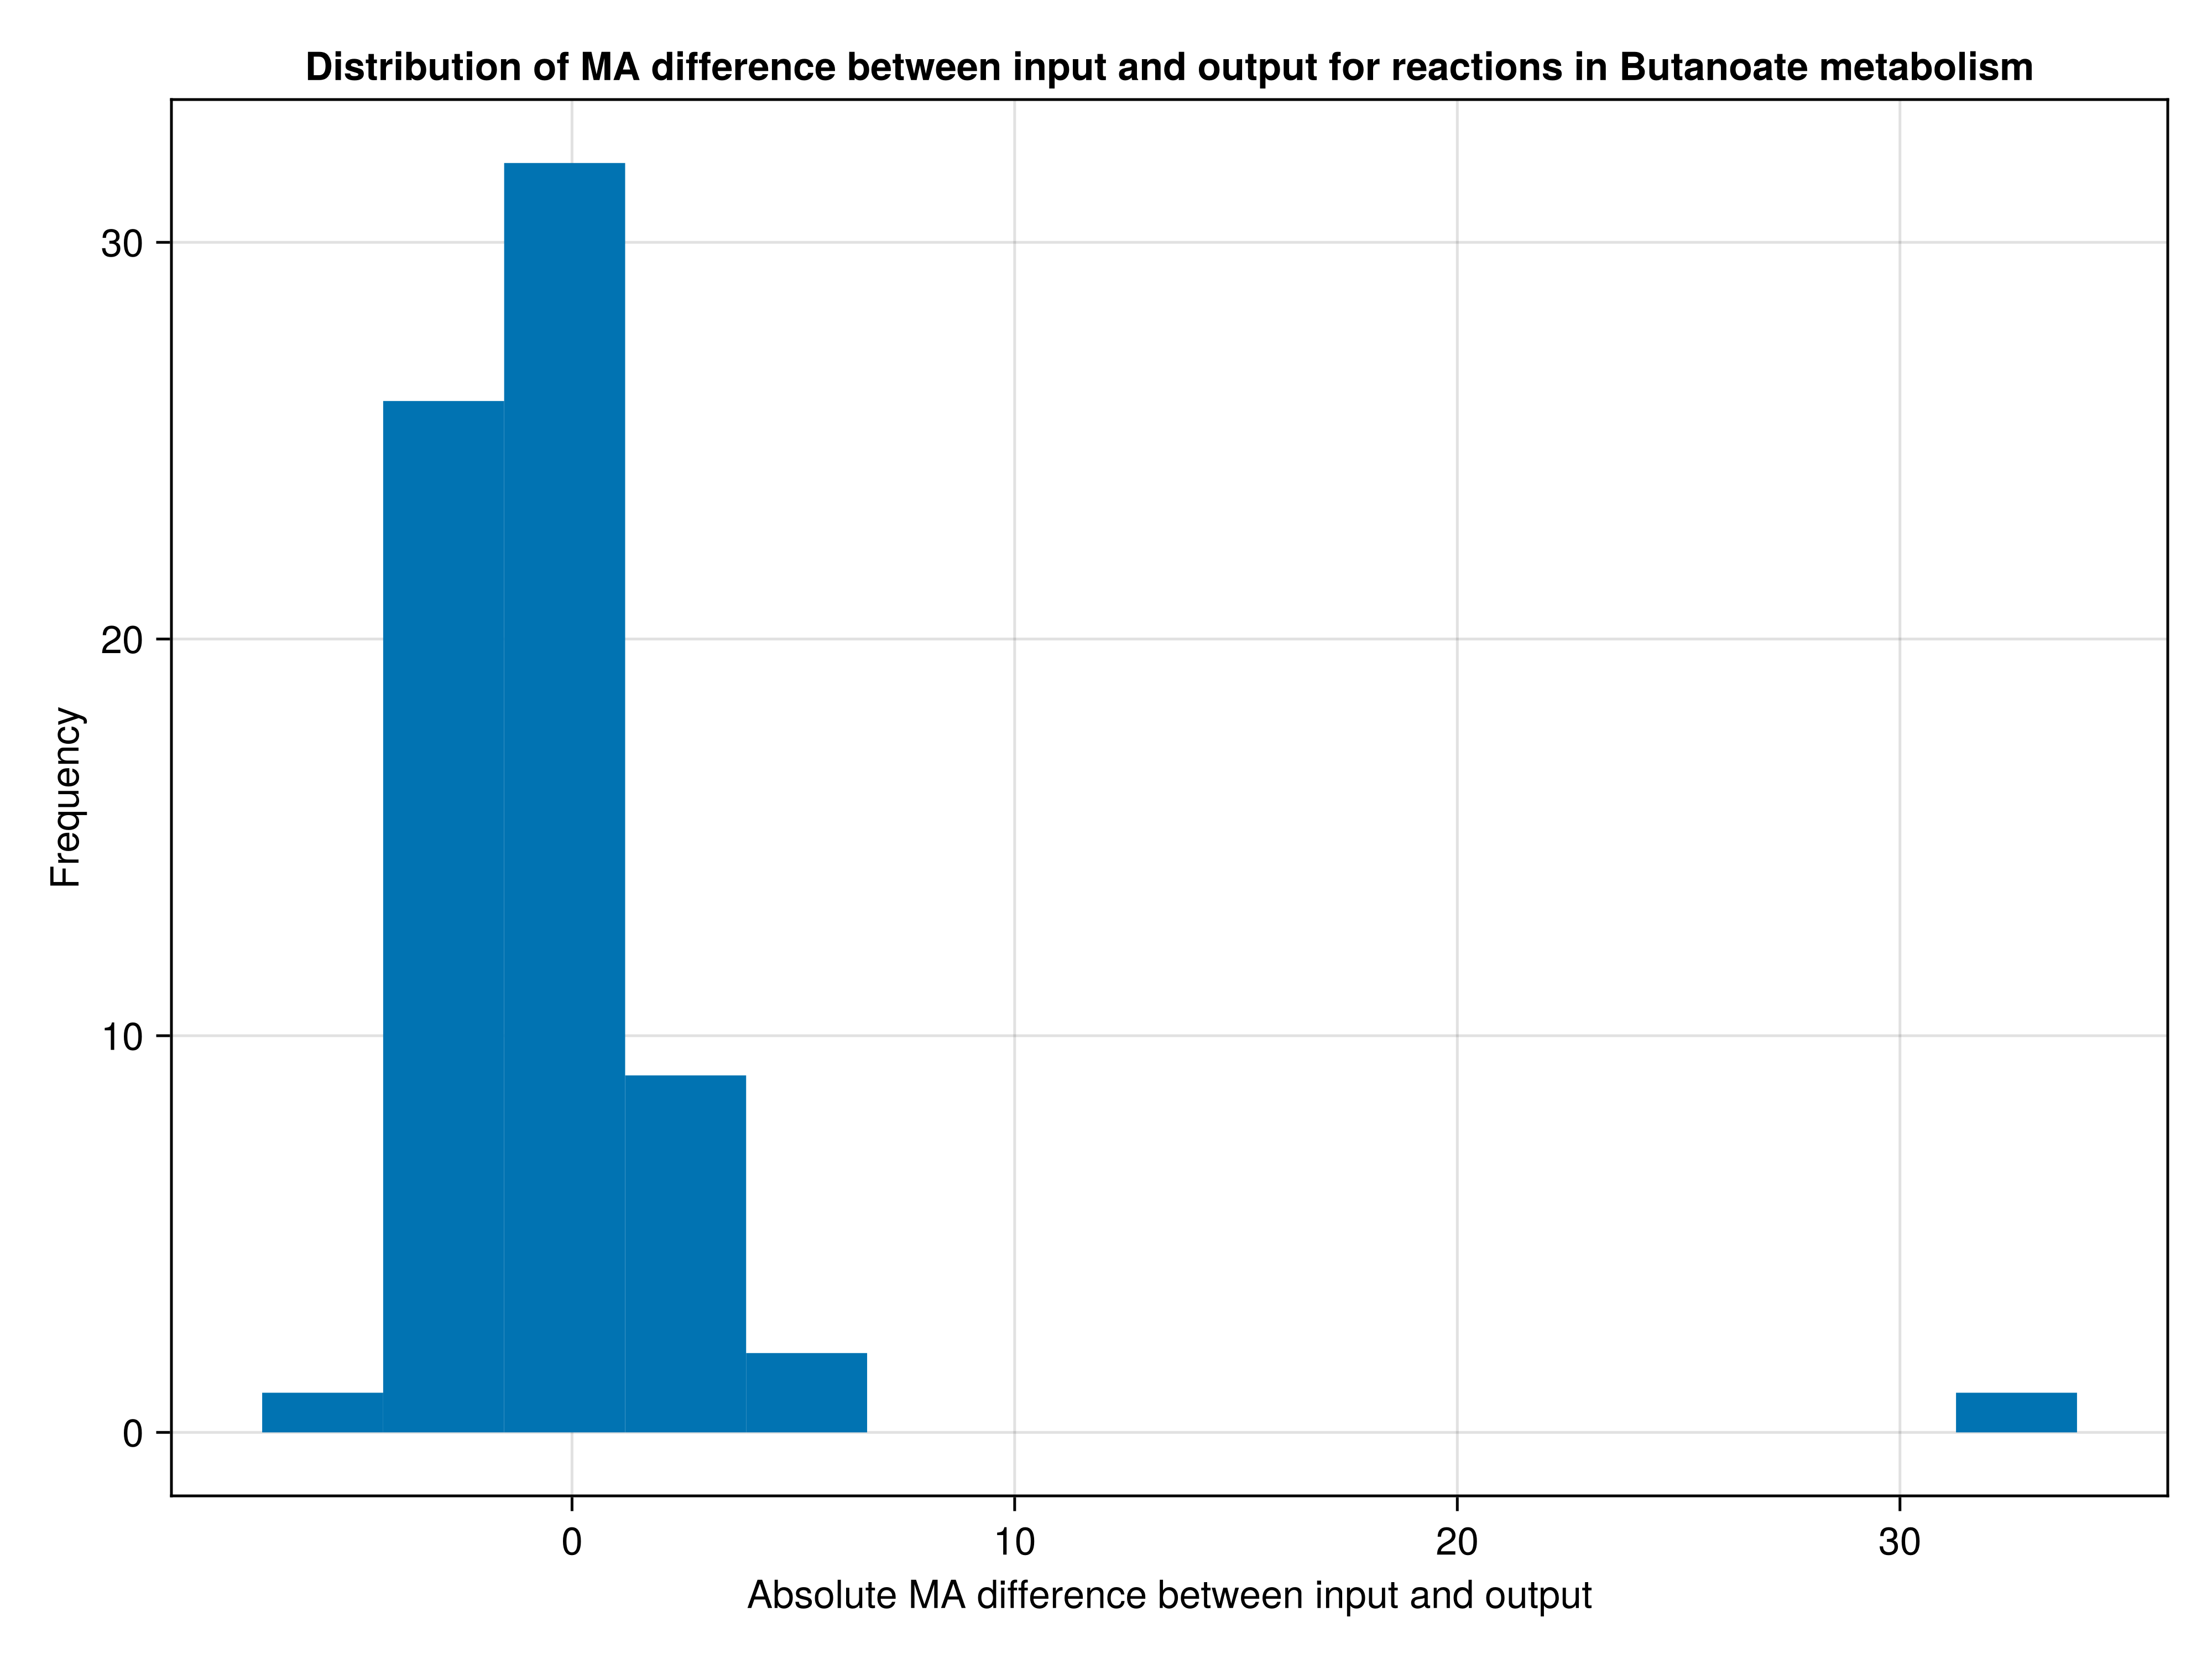 Distribution of MA difference between input and output for reactions in Butanoate metabolism
30
20
10
0
Frequency
0 10 20 30
Absolute MA difference between input and output